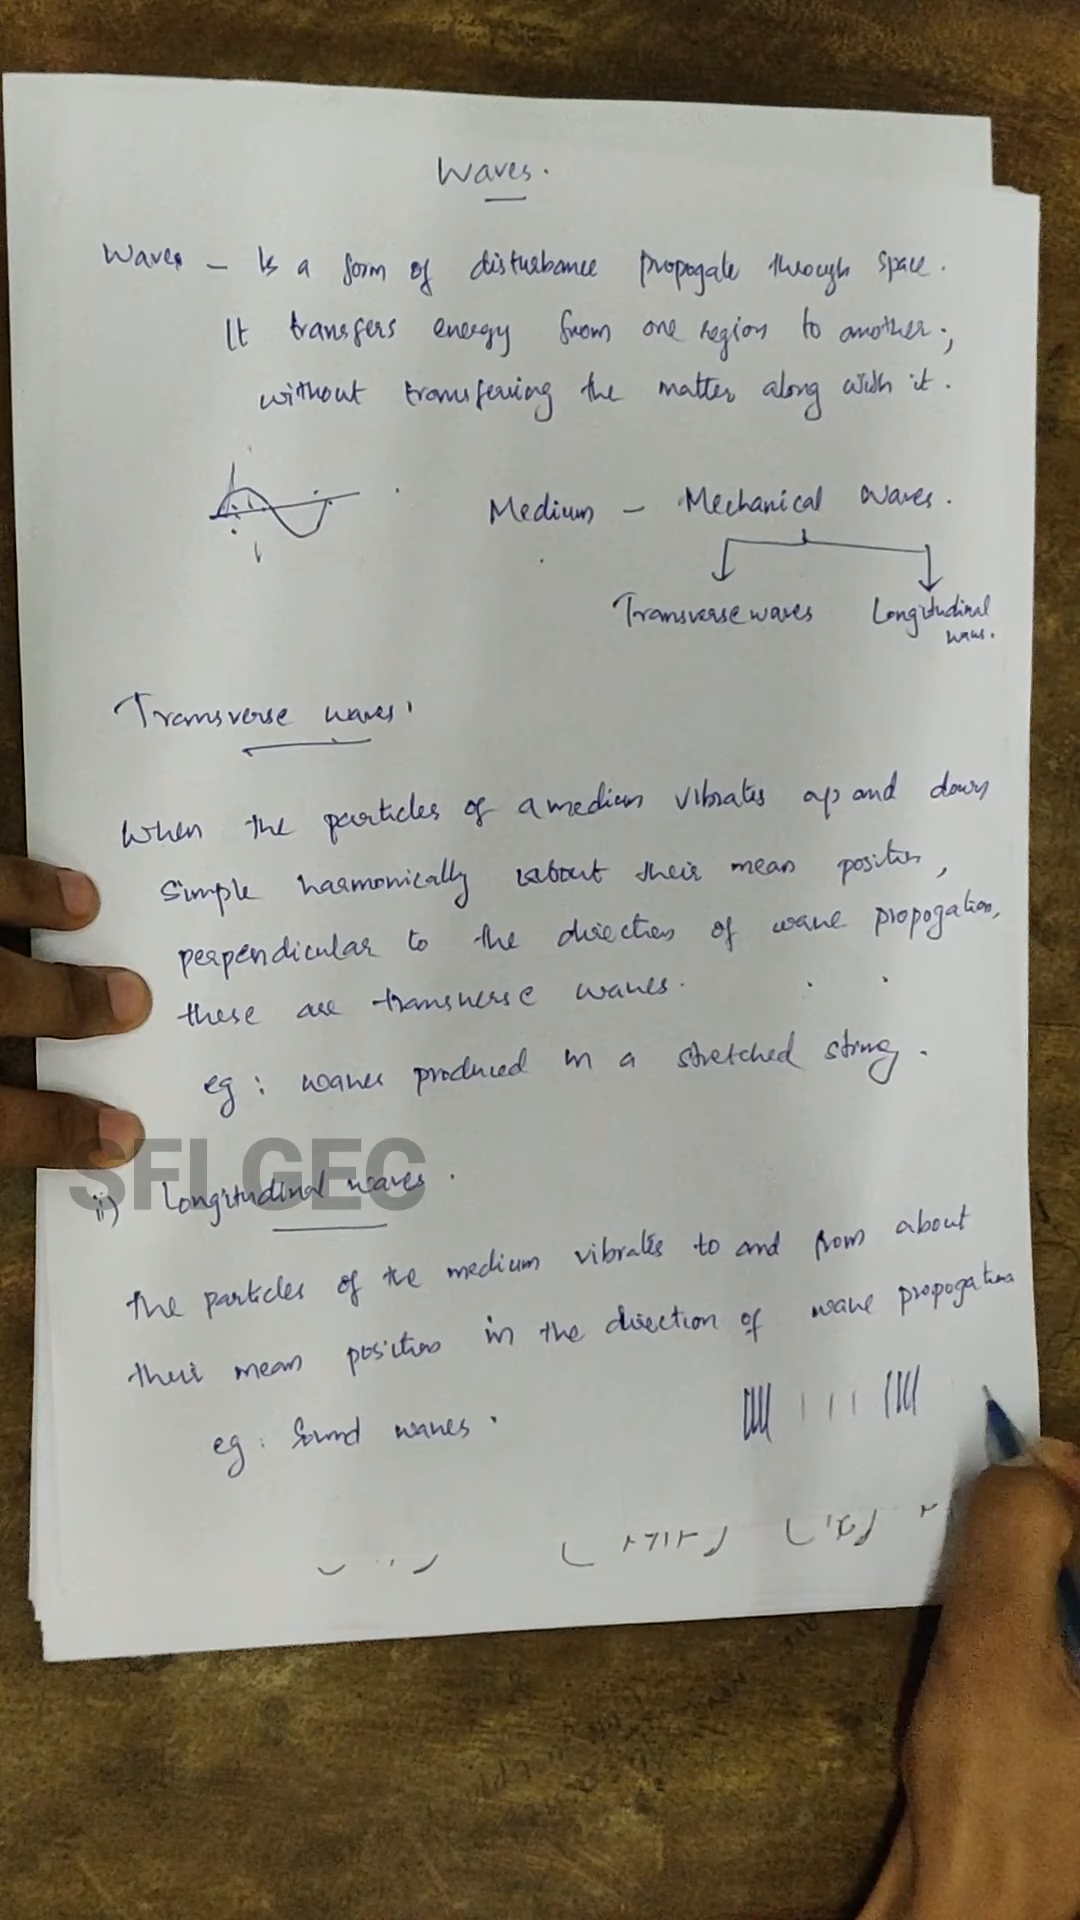 Waves.
Waves - Is a form of disturbance propogate through space.
It transfers energy from one region to another,
without transferring the matter along with it.
Medium - Mechanical Waves.
Transverse waves Longitudinal
waves.
Transverse waves.
When the particles of a medium vibrates up and down
Simple harmonically about their mean position,
perpendicular to the direction of wave propogation,
these are transverse waves.
eg : waves produced in a stretched string.
SFI GEC
ii) Longitudinal waves.
The particles of the medium vibrates to and from about
their mean position in the direction of wave propogation
eg : Sound waves.